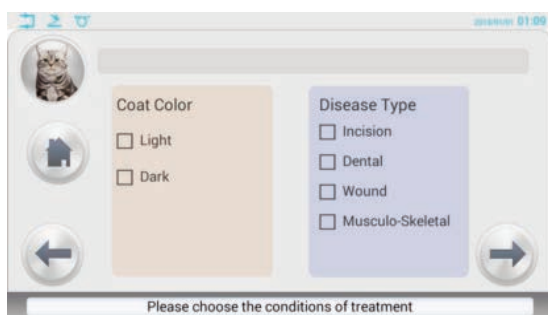 01:09
Coat Color
Light
Dark
Disease Type
Incision
Dental
Wound
Musculo-Skeletal
Please choose the conditions of treatment